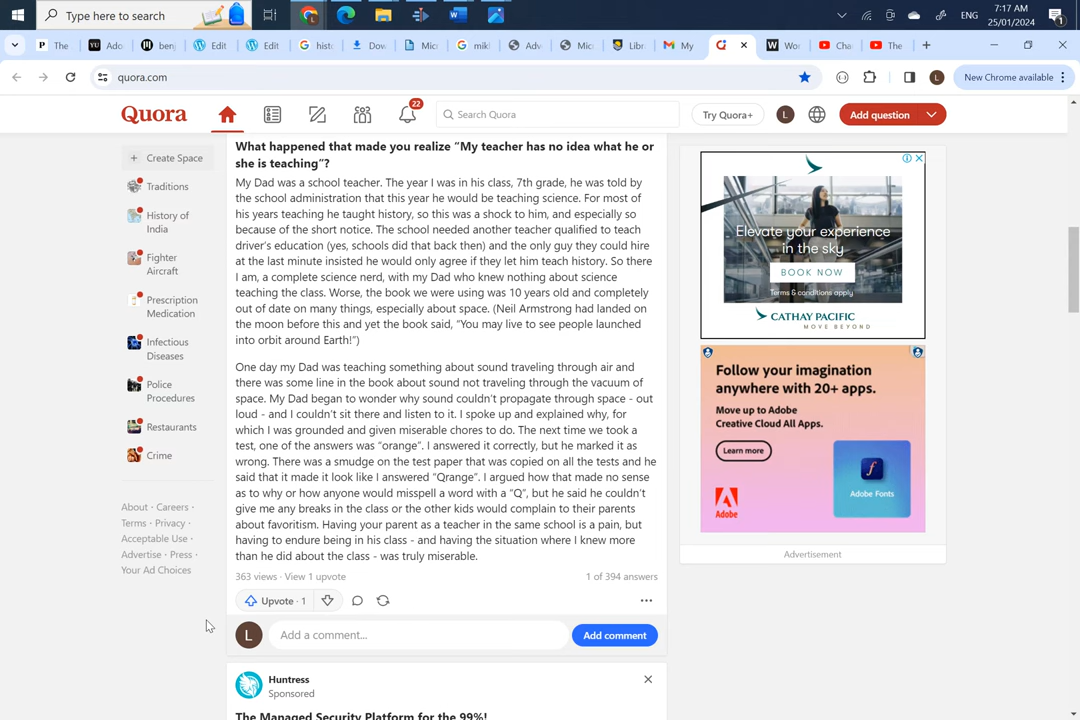 Type here to search
ENG
7:17 AM
25/01/2024
1
The
Ado
benj
Edit
Edit
histo
Dow
Micr
mik
Adv
Mic
Libr
My
Wor
Cha
The
quora.com
New Chrome available
Quora
22
Search Quora
Try Quora+
L
Add question
Create Space
Traditions
History of
India
Fighter
Aircraft
Prescription
Medication
Infectious
Diseases
Police
Procedures
Restaurants
Crime
About · Careers ·
Terms · Privacy ·
Acceptable Use ·
Advertise · Press ·
Your Ad Choices
What happened that made you realize “My teacher has no idea what he or
she is teaching”?
My Dad was a school teacher. The year I was in his class, 7th grade, he was told by
the school administration that this year he would be teaching science. For most of
his years teaching he taught history, so this was a shock to him, and especially so
because of the short notice. The school needed another teacher qualified to teach
driver’s education (yes, schools did that back then) and the only guy they could hire
at the last minute insisted he would only agree if they let him teach history. So there
I am, a complete science nerd, with my Dad who knew nothing about science
teaching the class. Worse, the book we were using was 10 years old and completely
out of date on many things, especially about space. (Neil Armstrong had landed on
the moon before this and yet the book said, “You may live to see people launched
into orbit around Earth!”)
One day my Dad was teaching something about sound traveling through air and
there was some line in the book about sound not traveling through the vacuum of
space. My Dad began to wonder why sound couldn’t propagate through space - out
loud - and I couldn’t sit there and listen to it. I spoke up and explained why, for
which I was grounded and given miserable chores to do. The next time we took a
test, one of the answers was “orange”. I answered it correctly, but he marked it as
wrong. There was a smudge on the test paper that was copied on all the tests and he
said that it made it look like I answered “Qrange”. I argued how that made no sense
as to why or how anyone would misspell a word with a “Q”, but he said he couldn’t
give me any breaks in the class or the other kids would complain to their parents
about favoritism. Having your parent as a teacher in the same school is a pain, but
having to endure being in his class - and having the situation where I knew more
than he did about the class - was truly miserable.
363 views · View 1 upvote
1 of 394 answers
Upvote · 1
L
Add a comment...
Add comment
Huntress
Sponsored
The Managed Security Platform for the 99%!
Elevate your experience
in the sky
BOOK NOW
Terms & conditions apply
CATHAY PACIFIC
MOVE BEYOND
Follow your imagination
anywhere with 20+ apps.
Move up to Adobe
Creative Cloud All Apps.
Learn more
Adobe
Adobe Fonts
Advertisement